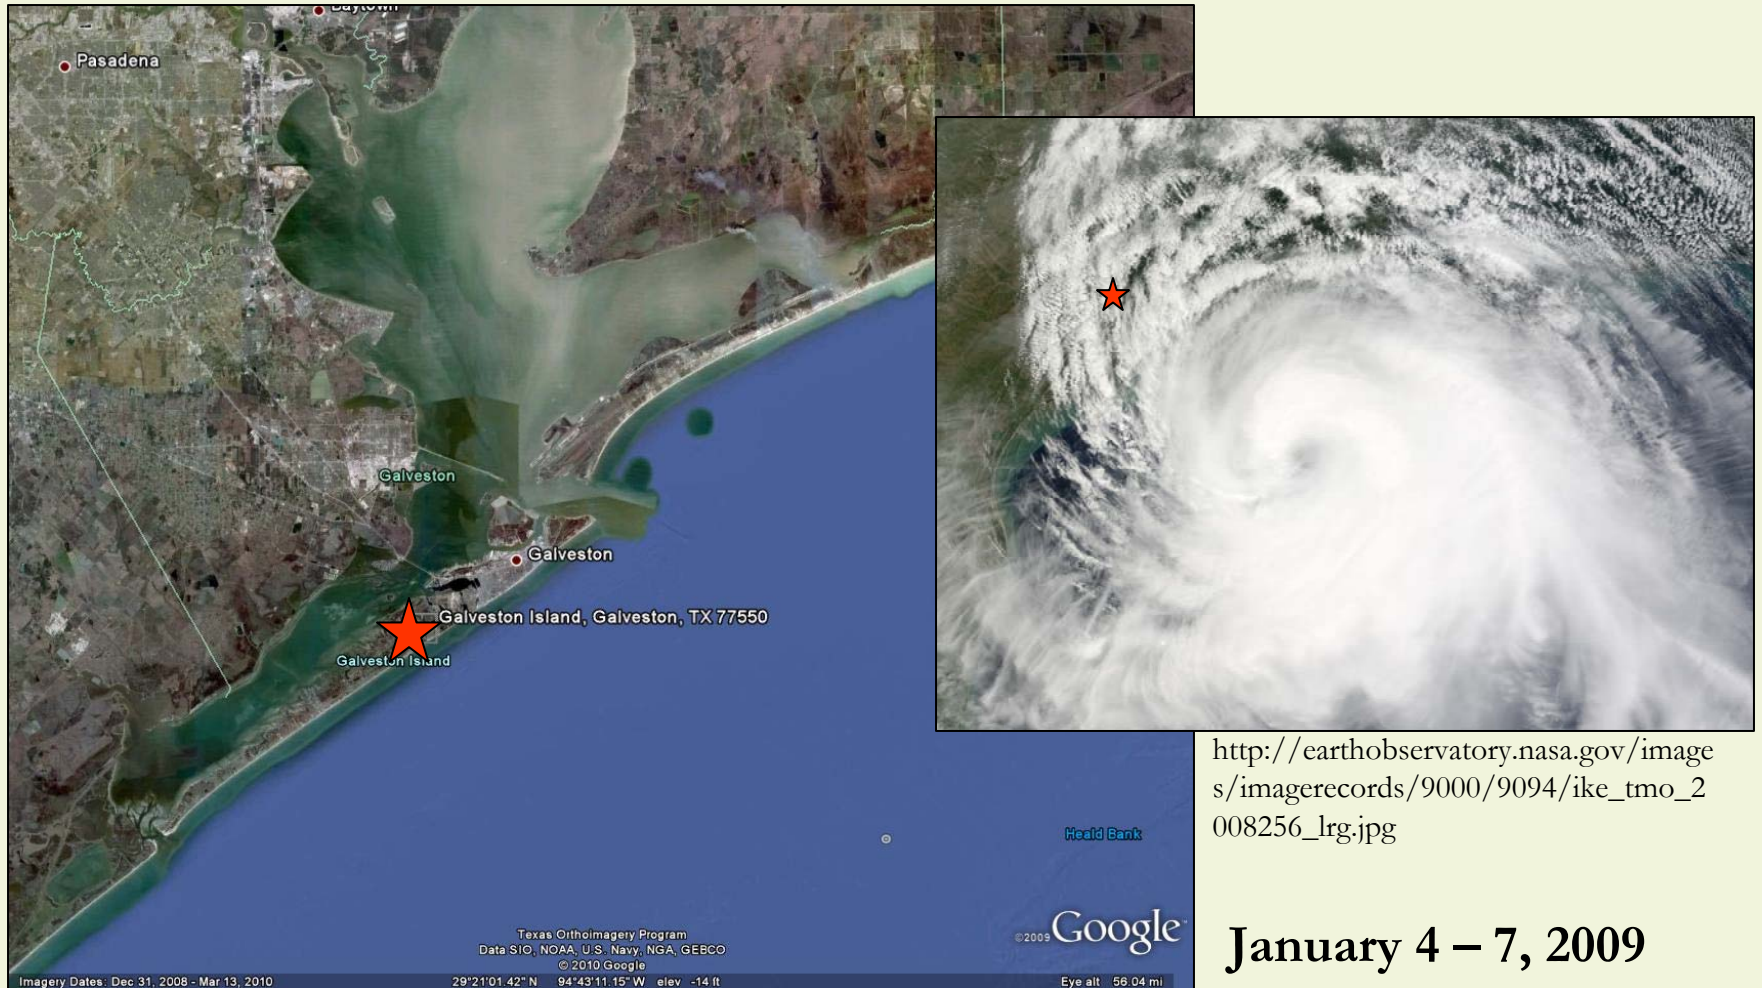 Baytown
Pasadena
Galveston
Galveston
Galveston Island, Galveston, TX 77550
Galveston Island
http://earthobservatory.nasa.gov/image
s/imagerecords/9000/9094/ike_tmo_2
008256_lrg.jpg
Heald Bank
Texas Orthoimagery Program
Data SIO, NOAA, U.S. Navy, NGA, GEBCO
© 2010 Google
©2009 Google
January 4 – 7, 2009
Imagery Dates: Dec 31, 2008 - Mar 13, 2010 29°21'01.42" N 94°43'11.15" W elev -14 ft Eye alt 56.04 mi